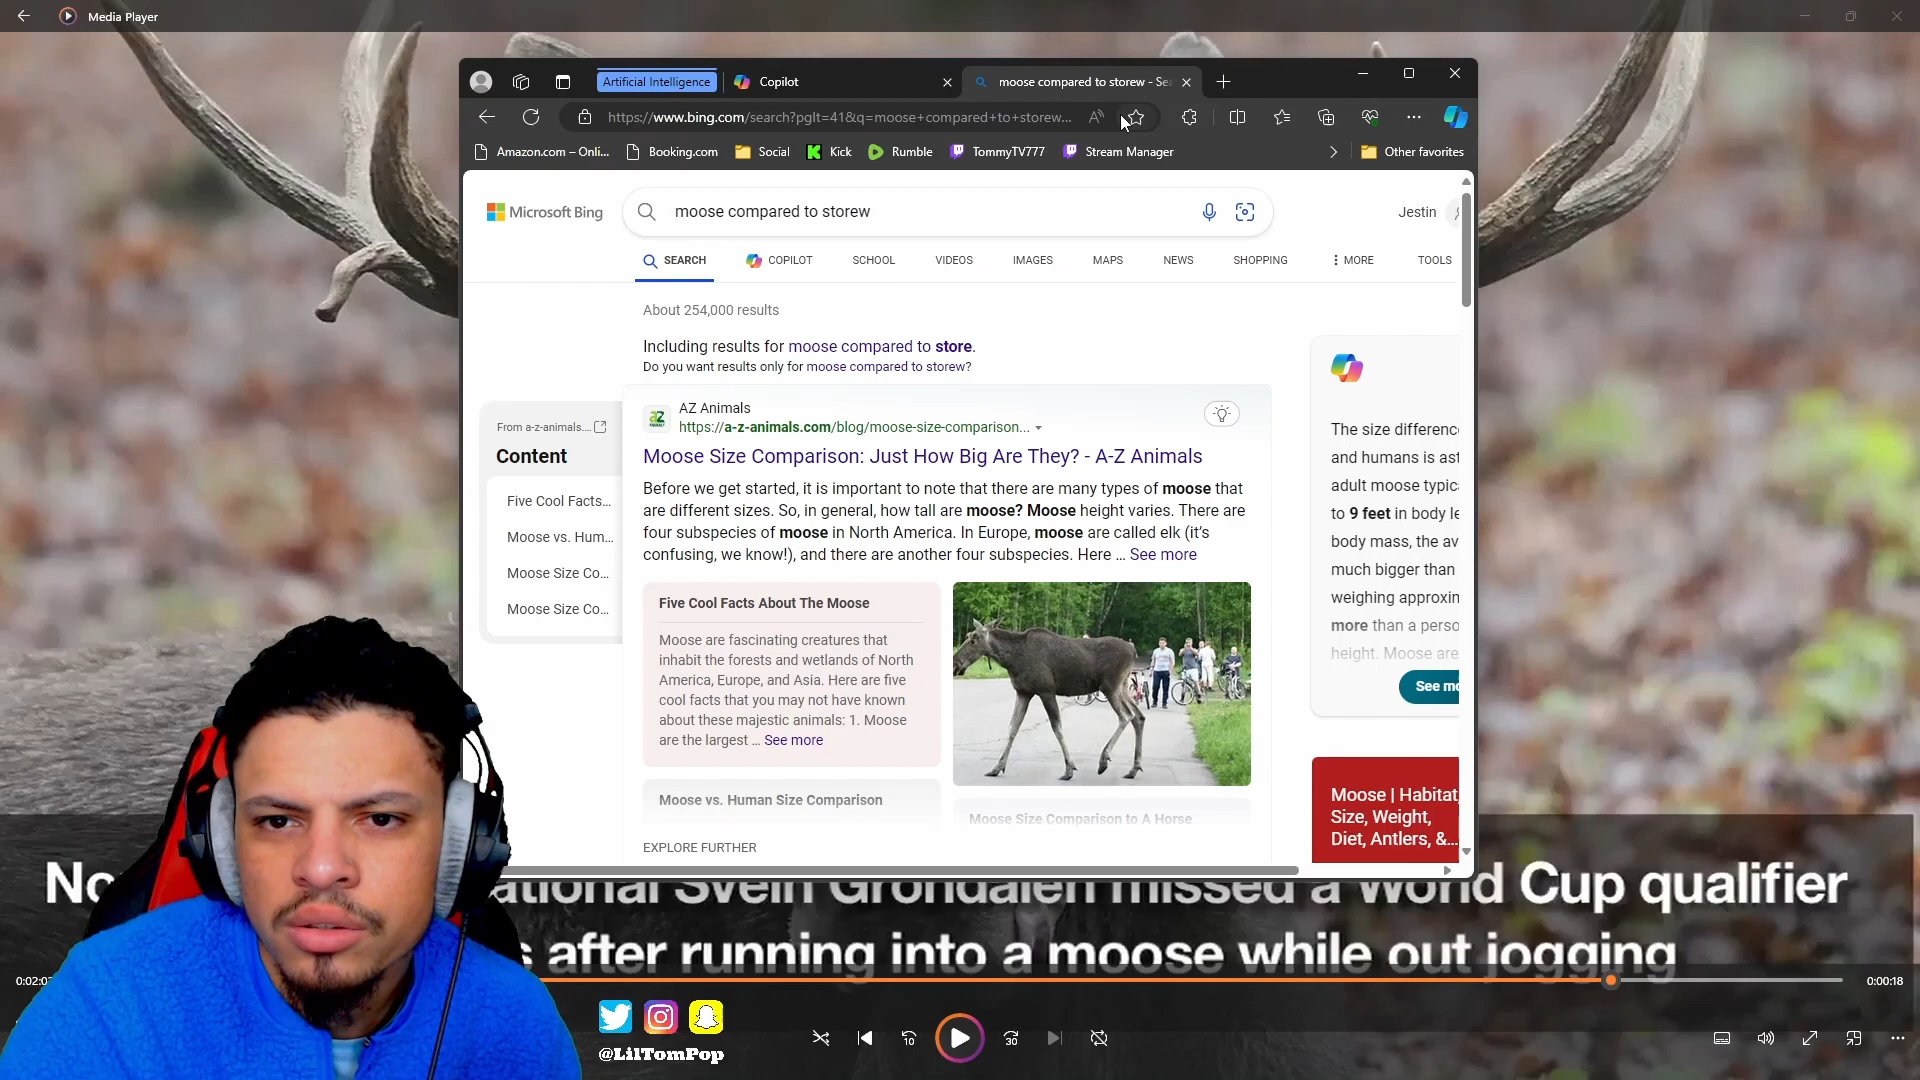 Media Player
Artificial Intelligence
Copilot
moose compared to storew - Sea
https://www.bing.com/search?pglt=41&q=moose+compared+to+storew...
Amazon.com – Onli...
Booking.com
Social
Kick
Rumble
TommyTV777
Stream Manager
Other favorites
Microsoft Bing
moose compared to storew
Jestin
SEARCH
COPILOT
SCHOOL
VIDEOS
IMAGES
MAPS
NEWS
SHOPPING
MORE
TOOLS
About 254,000 results
Including results for moose compared to store.
Do you want results only for moose compared to storew?
From a-z-animals....
Content
Five Cool Facts...
Moose vs. Hum...
Moose Size Co...
Moose Size Co...
AZ Animals
https://a-z-animals.com/blog/moose-size-comparison...
Moose Size Comparison: Just How Big Are They? - A-Z Animals
Before we get started, it is important to note that there are many types of moose that
are different sizes. So, in general, how tall are moose? Moose height varies. There are
four subspecies of moose in North America. In Europe, moose are called elk (it's
confusing, we know!), and there are another four subspecies. Here ... See more
Five Cool Facts About The Moose
Moose are fascinating creatures that
inhabit the forests and wetlands of North
America, Europe, and Asia. Here are five
cool facts that you may not have known
about these majestic animals: 1. Moose
are the largest ... See more
Moose vs. Human Size Comparison
Moose Size Comparison to A Horse
EXPLORE FURTHER
The size difference
and humans is
adult moose
to 9 feet in body
body mass, the
much bigger than
weighing
more than a
height. Moose are
See
Moose | Habitat,
Size, Weight,
Diet, Antlers, &...
Svein Grondalen missed a World Cup qualifier
after running into a moose while out jogging
0:00:18
10
30
@LilTomPop